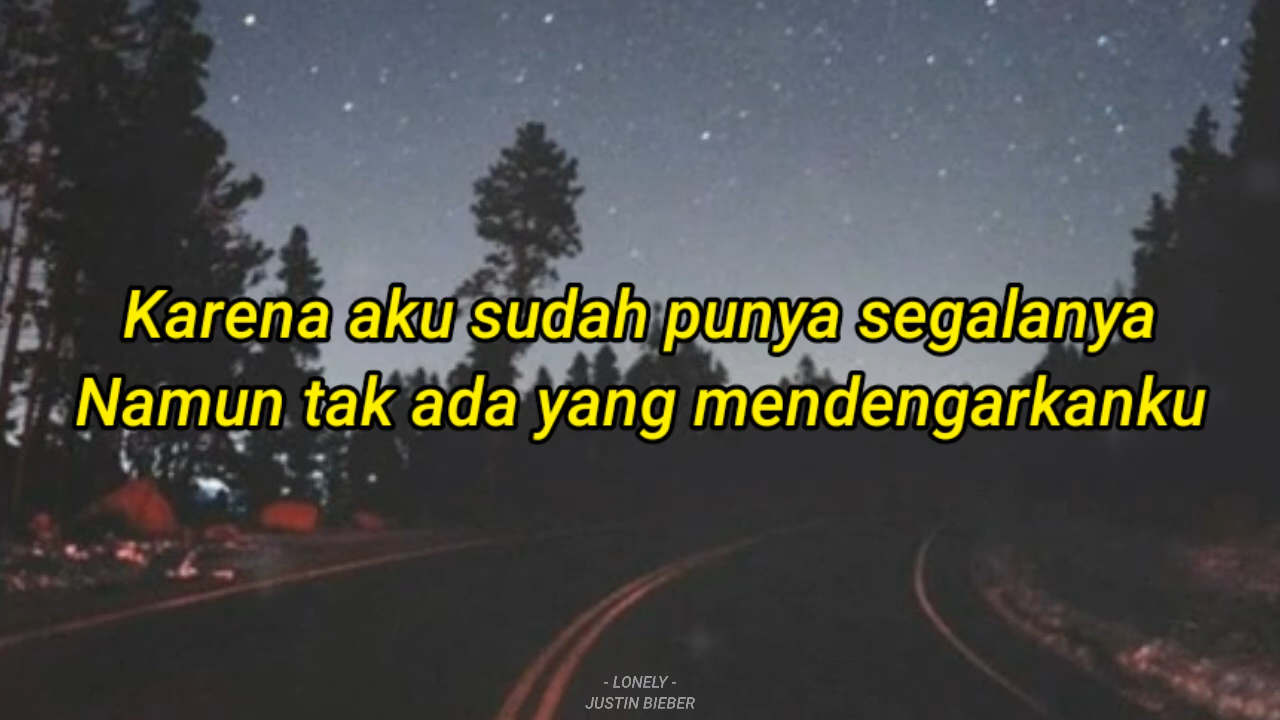 Karena aku sudah punya segalanya
Namun tak ada yang mendengarkanku
- LONELY -
JUSTIN BIEBER